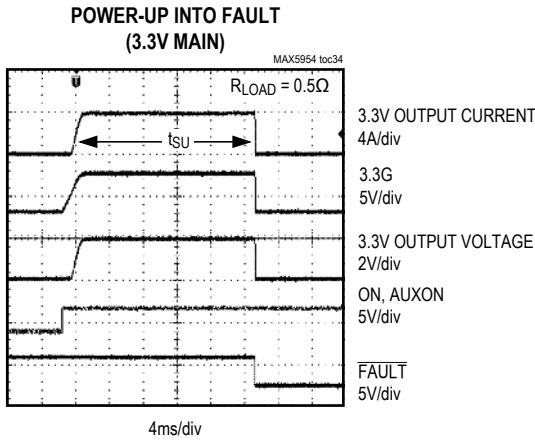 POWER-UP INTO FAULT
(3.3V MAIN)
MAX5954 toc34
RLOAD = 0.5Ω
tSU
3.3V OUTPUT CURRENT
4A/div
3.3G
5V/div
3.3V OUTPUT VOLTAGE
2V/div
ON, AUXON
5V/div
FAULT
5V/div
4ms/div